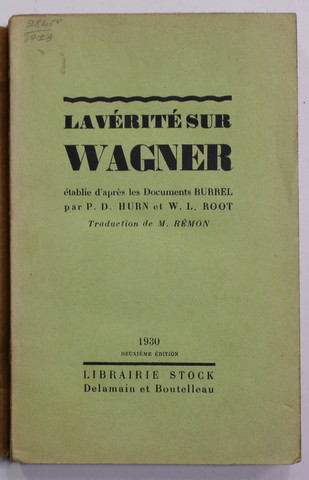 LA VÉRITÉ SUR
WAGNER
établie d'après les Documents BURREL
par P. D. HURN et W. L. ROOT
Traduction de M. RÉMON
1930
DEUXIÈME ÉDITION
LIBRAIRIE STOCK
Delamain et Boutelleau